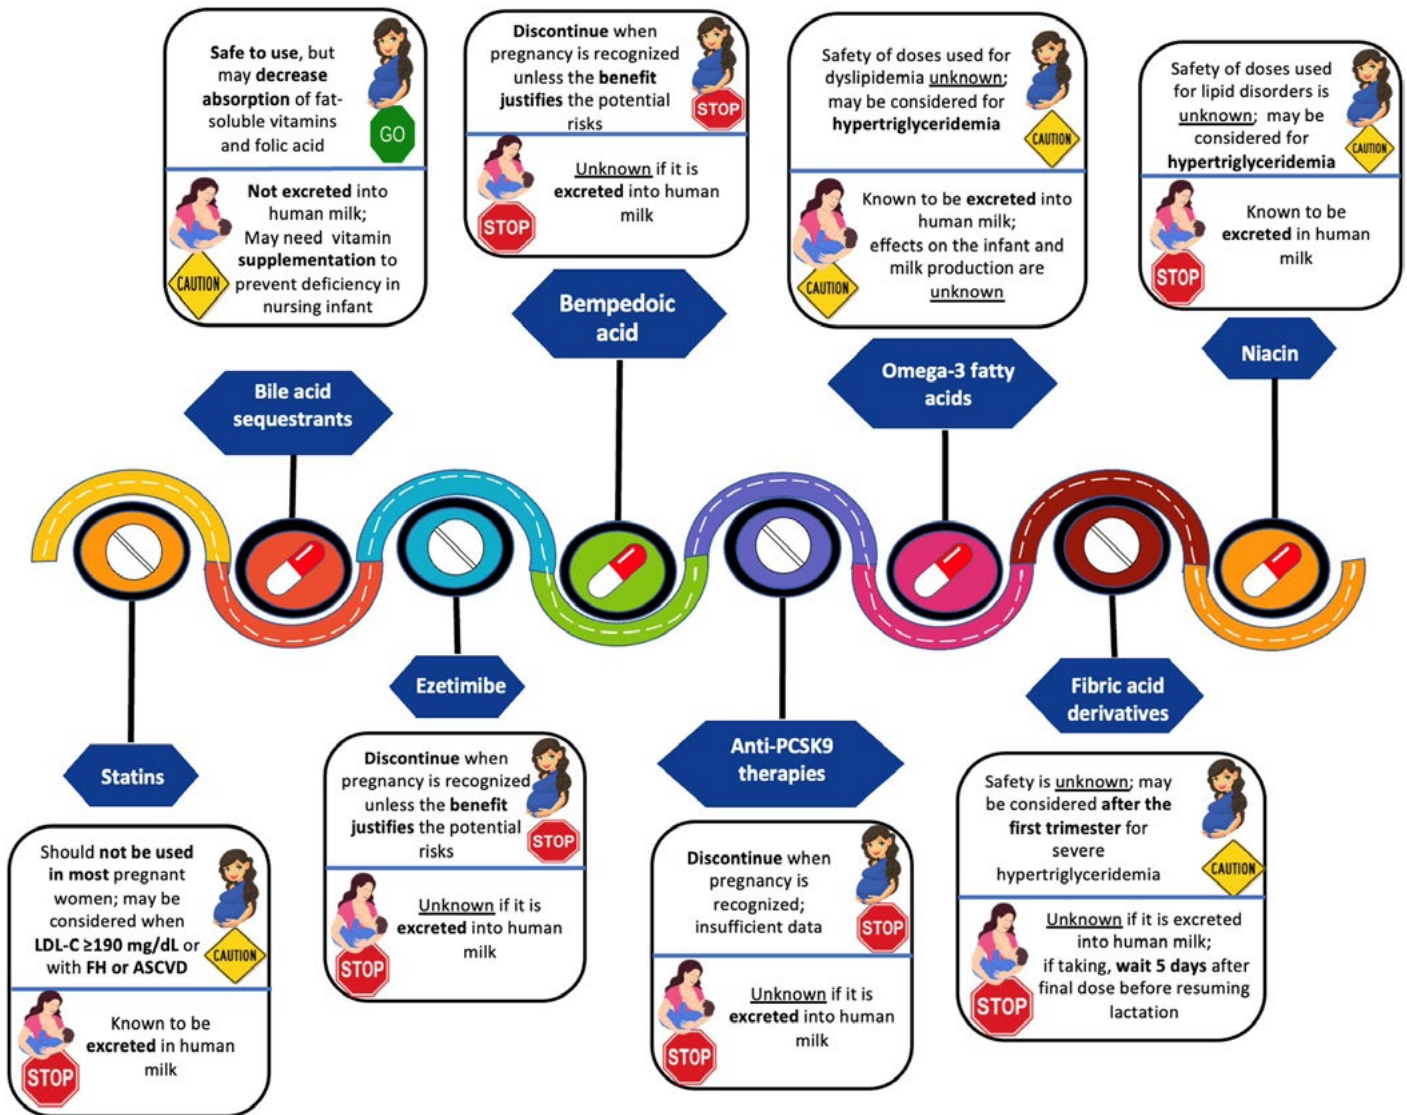 Safe to use, but
may decrease
absorption of fat-
soluble vitamins
and folic acid
GO
Not excreted into
human milk;
May need vitamin
supplementation to
prevent deficiency in
nursing infant
CAUTION
Bile acid
sequestrants
Discontinue when
pregnancy is recognized
unless the benefit
justifies the potential
risks
STOP
Unknown if it is
excreted into human
milk
STOP
Bempedoic
acid
Safety of doses used for
dyslipidemia unknown;
may be considered for
hypertriglyceridemia
CAUTION
Known to be excreted into
human milk;
effects on the infant and
milk production are
unknown
CAUTION
Omega-3 fatty
acids
Safety of doses used
for lipid disorders is
unknown; may be
considered for
hypertriglyceridemia
CAUTION
Known to be
excreted in human
milk
STOP
Niacin
Statins
Should not be used
in most pregnant
women; may be
considered when
LDL-C ≥190 mg/dL or
with FH or ASCVD
CAUTION
Known to be
excreted in human
milk
STOP
Ezetimibe
Discontinue when
pregnancy is recognized
unless the benefit
justifies the potential
risks
STOP
Unknown if it is
excreted into human
milk
STOP
Anti-PCSK9
therapies
Discontinue when
pregnancy is
recognized;
insufficient data
STOP
Unknown if it is
excreted into human
milk
STOP
Fibric acid
derivatives
Safety is unknown; may
be considered after the
first trimester for
severe
hypertriglyceridemia
CAUTION
Unknown if it is excreted
into human milk;
if taking, wait 5 days after
final dose before resuming
lactation
STOP